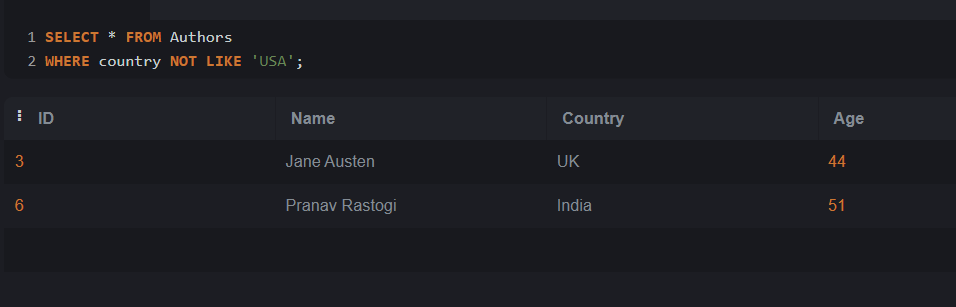 1 SELECT * FROM Authors
2 WHERE country NOT LIKE 'USA';
ID Name Country Age
3 Jane Austen UK 44
6 Pranav Rastogi India 51